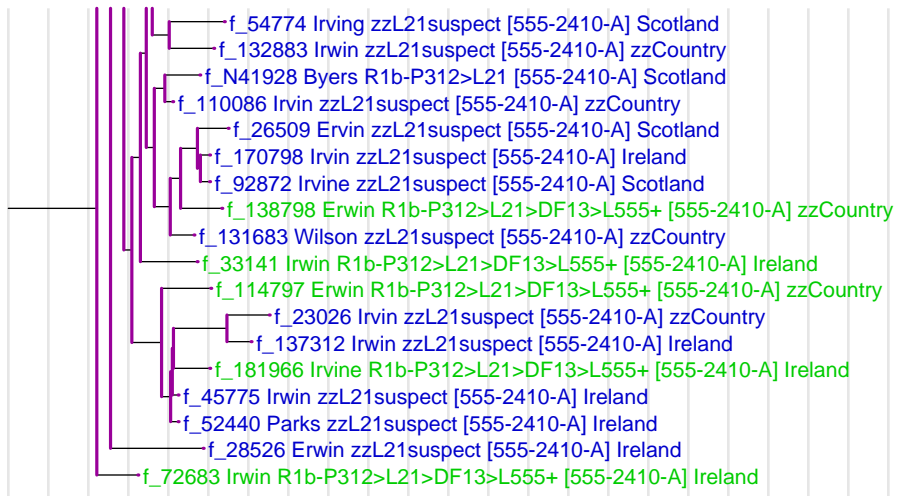 f_54774 Irving zzL21suspect [555-2410-A] Scotland
f_132883 Irwin zzL21suspect [555-2410-A] zzCountry
f_N41928 Byers R1b-P312>L21 [555-2410-A] Scotland
f_110086 Irvin zzL21suspect [555-2410-A] zzCountry
f_26509 Ervin zzL21suspect [555-2410-A] Scotland
f_170798 Irvin zzL21suspect [555-2410-A] Ireland
f_92872 Irvine zzL21suspect [555-2410-A] Scotland
f_138798 Erwin R1b-P312>L21>DF13>L555+ [555-2410-A] zzCountry
f_131683 Wilson zzL21suspect [555-2410-A] zzCountry
f_33141 Irwin R1b-P312>L21>DF13>L555+ [555-2410-A] Ireland
f_114797 Erwin R1b-P312>L21>DF13>L555+ [555-2410-A] zzCountry
f_23026 Irvin zzL21suspect [555-2410-A] zzCountry
f_137312 Irwin zzL21suspect [555-2410-A] Ireland
f_181966 Irvine R1b-P312>L21>DF13>L555+ [555-2410-A] Ireland
f_45775 Irwin zzL21suspect [555-2410-A] Ireland
f_52440 Parks zzL21suspect [555-2410-A] Ireland
f_28526 Erwin zzL21suspect [555-2410-A] Ireland
f_72683 Irwin R1b-P312>L21>DF13>L555+ [555-2410-A] Ireland